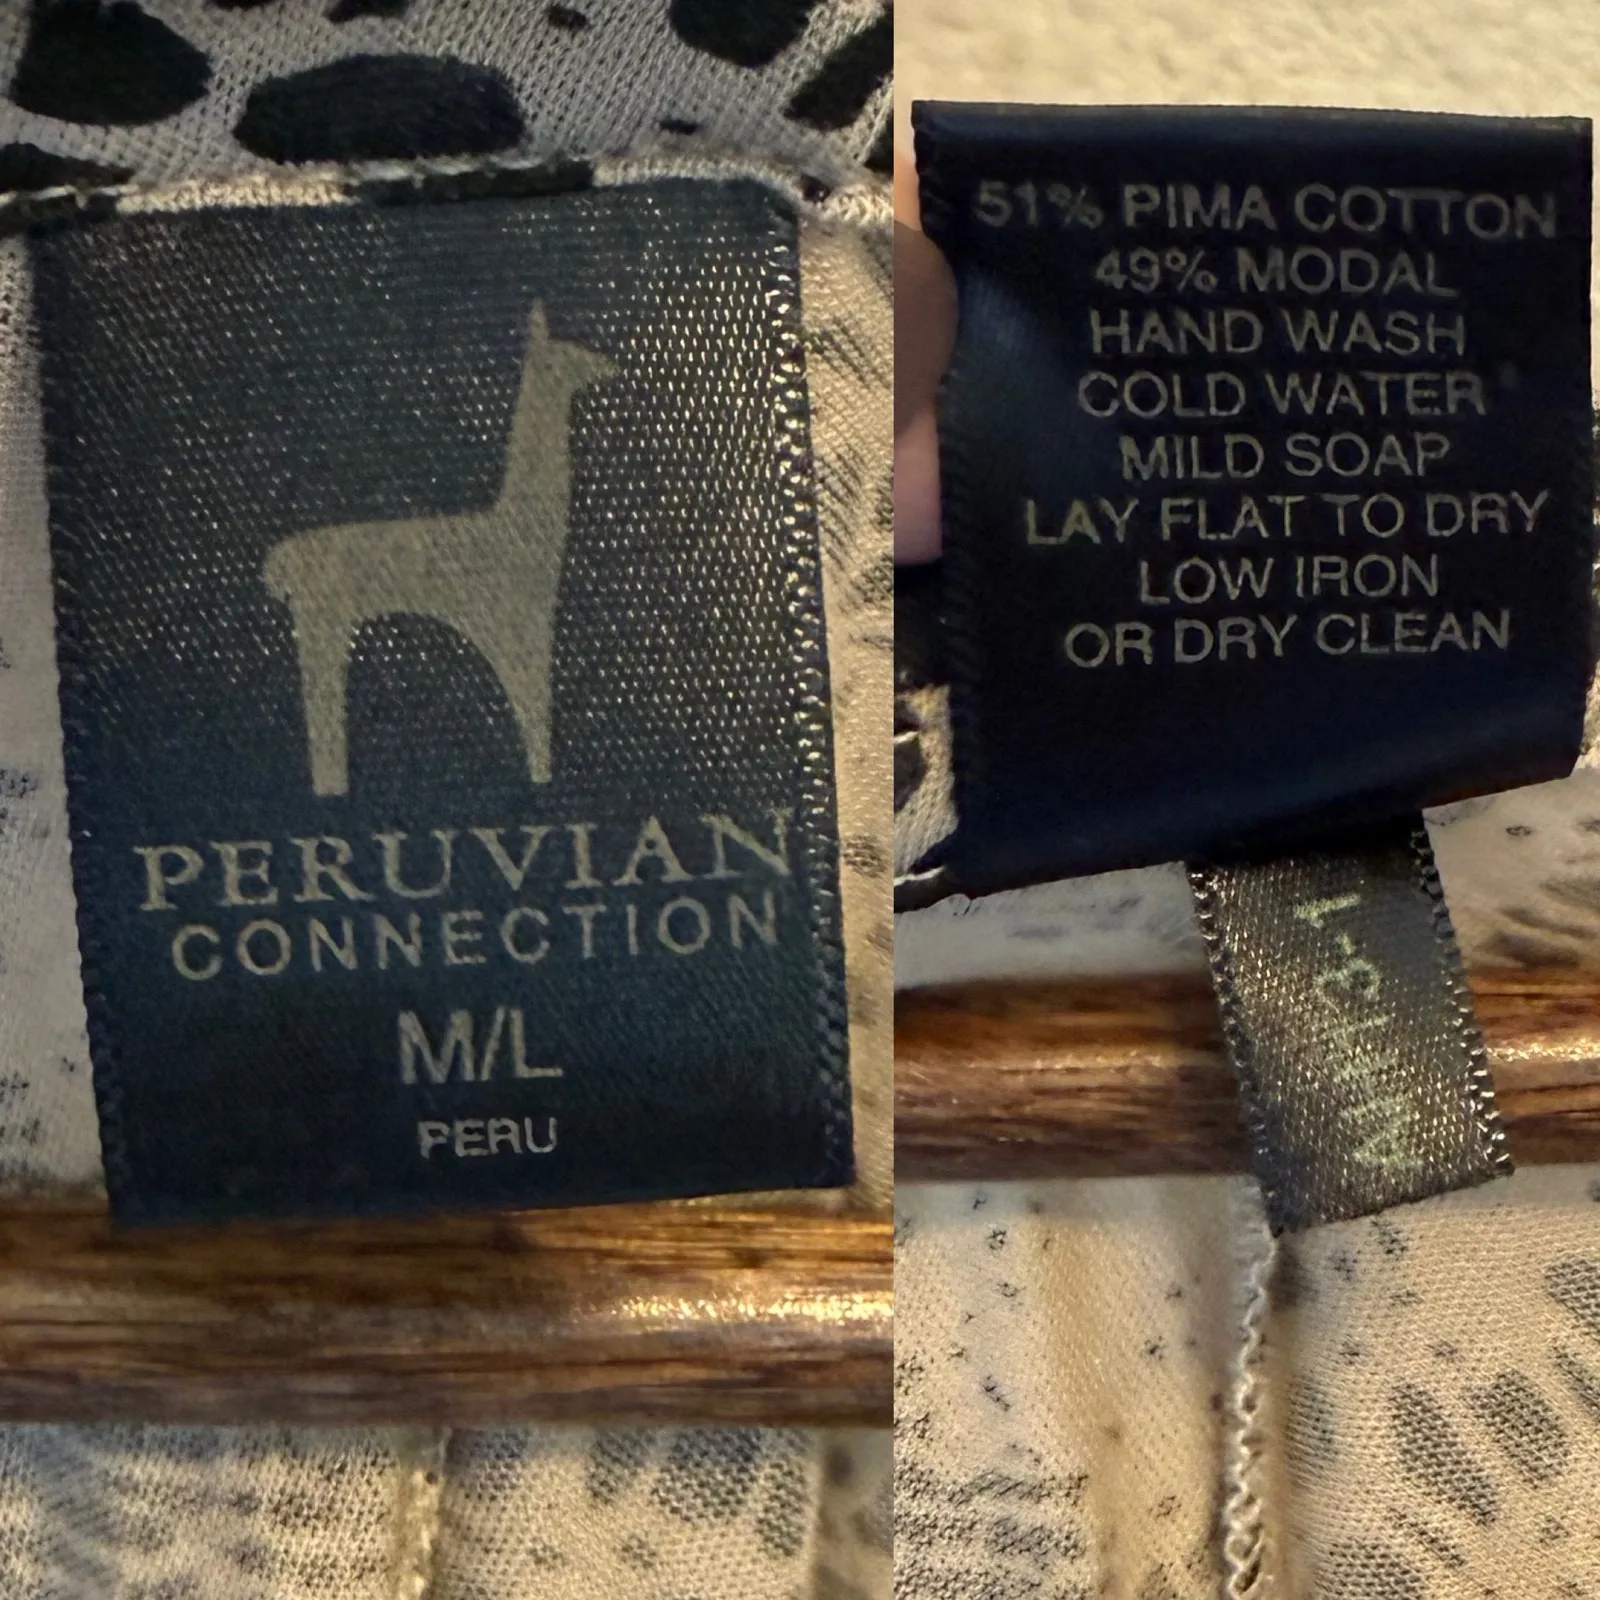 PERUVIAN
CONNECTION
M/L
PERU
51% PIMA COTTON
49% MODAL
HAND WASH
COLD WATER
MILD SOAP
LAY FLAT TO DRY
LOW IRON
OR DRY CLEAN